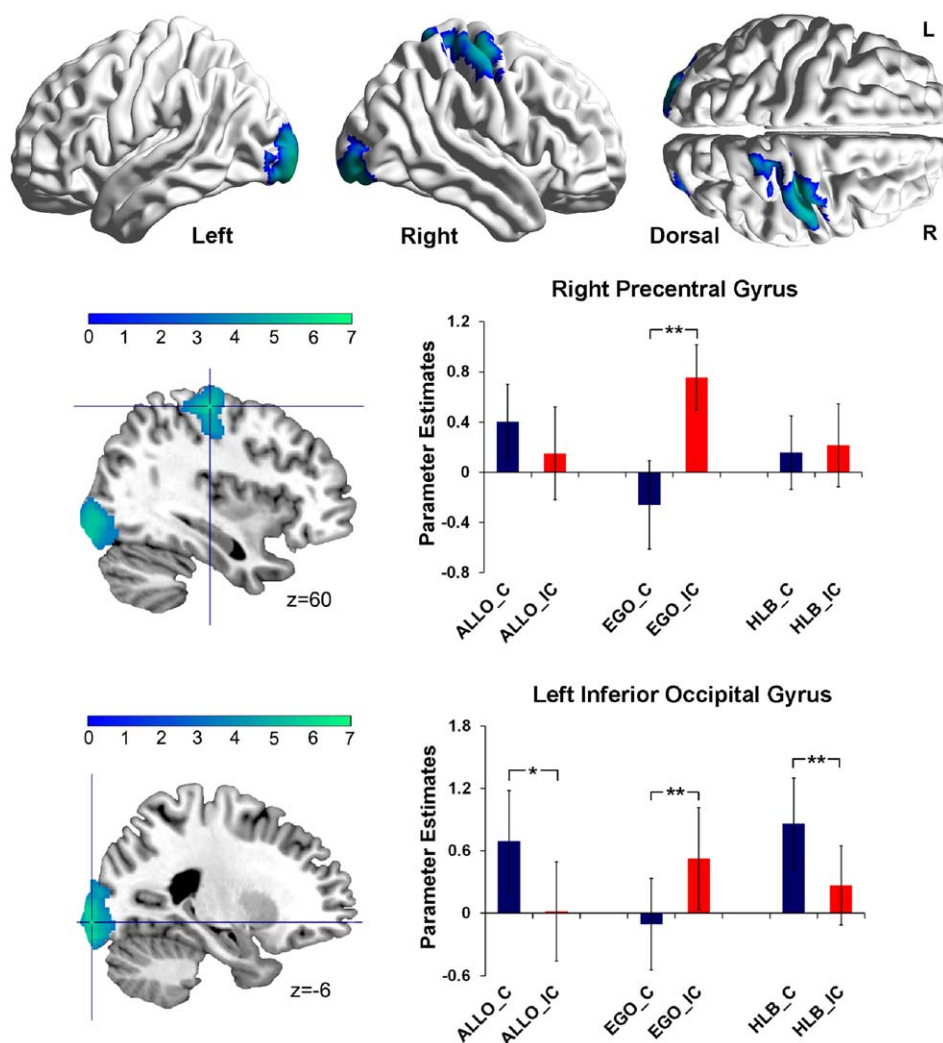 L
Left Right Dorsal R
Right Precentral Gyrus
0 1 2 3 4 5 6 7
Parameter Estimates
1.2
0.8
0.4
0
-0.4
-0.8
**
z=60
ALLO_C ALLO_IC EGO_C EGO_IC HLB_C HLB_IC
Left Inferior Occipital Gyrus
0 1 2 3 4 5 6 7
Parameter Estimates
1.8
1.2
0.6
0
-0.6
* ** **
z=-6
ALLO_C ALLO_IC EGO_C EGO_IC HLB_C HLB_IC